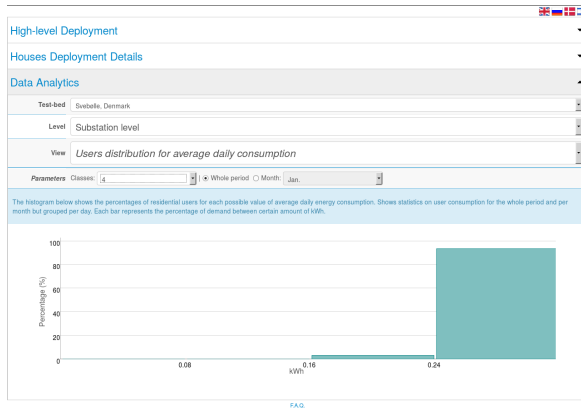 High-level Deployment
Houses Deployment Details
Data Analytics
Test-bed Svebelle, Denmark
Level Substation level
View Users distribution for average daily consumption
Parameters Classes: 4 | Whole period Month: Jan.
The histogram below shows the percentages of residential users for each possible value of average daily energy consumption. Shows statistics on user consumption for the whole period and per
month but grouped per day. Each bar represents the percentage of demand between certain amount of kWh.
100
80
60
40
20
0
Percentage (%)
0.08 0.16 0.24
kWh
F.A.Q.